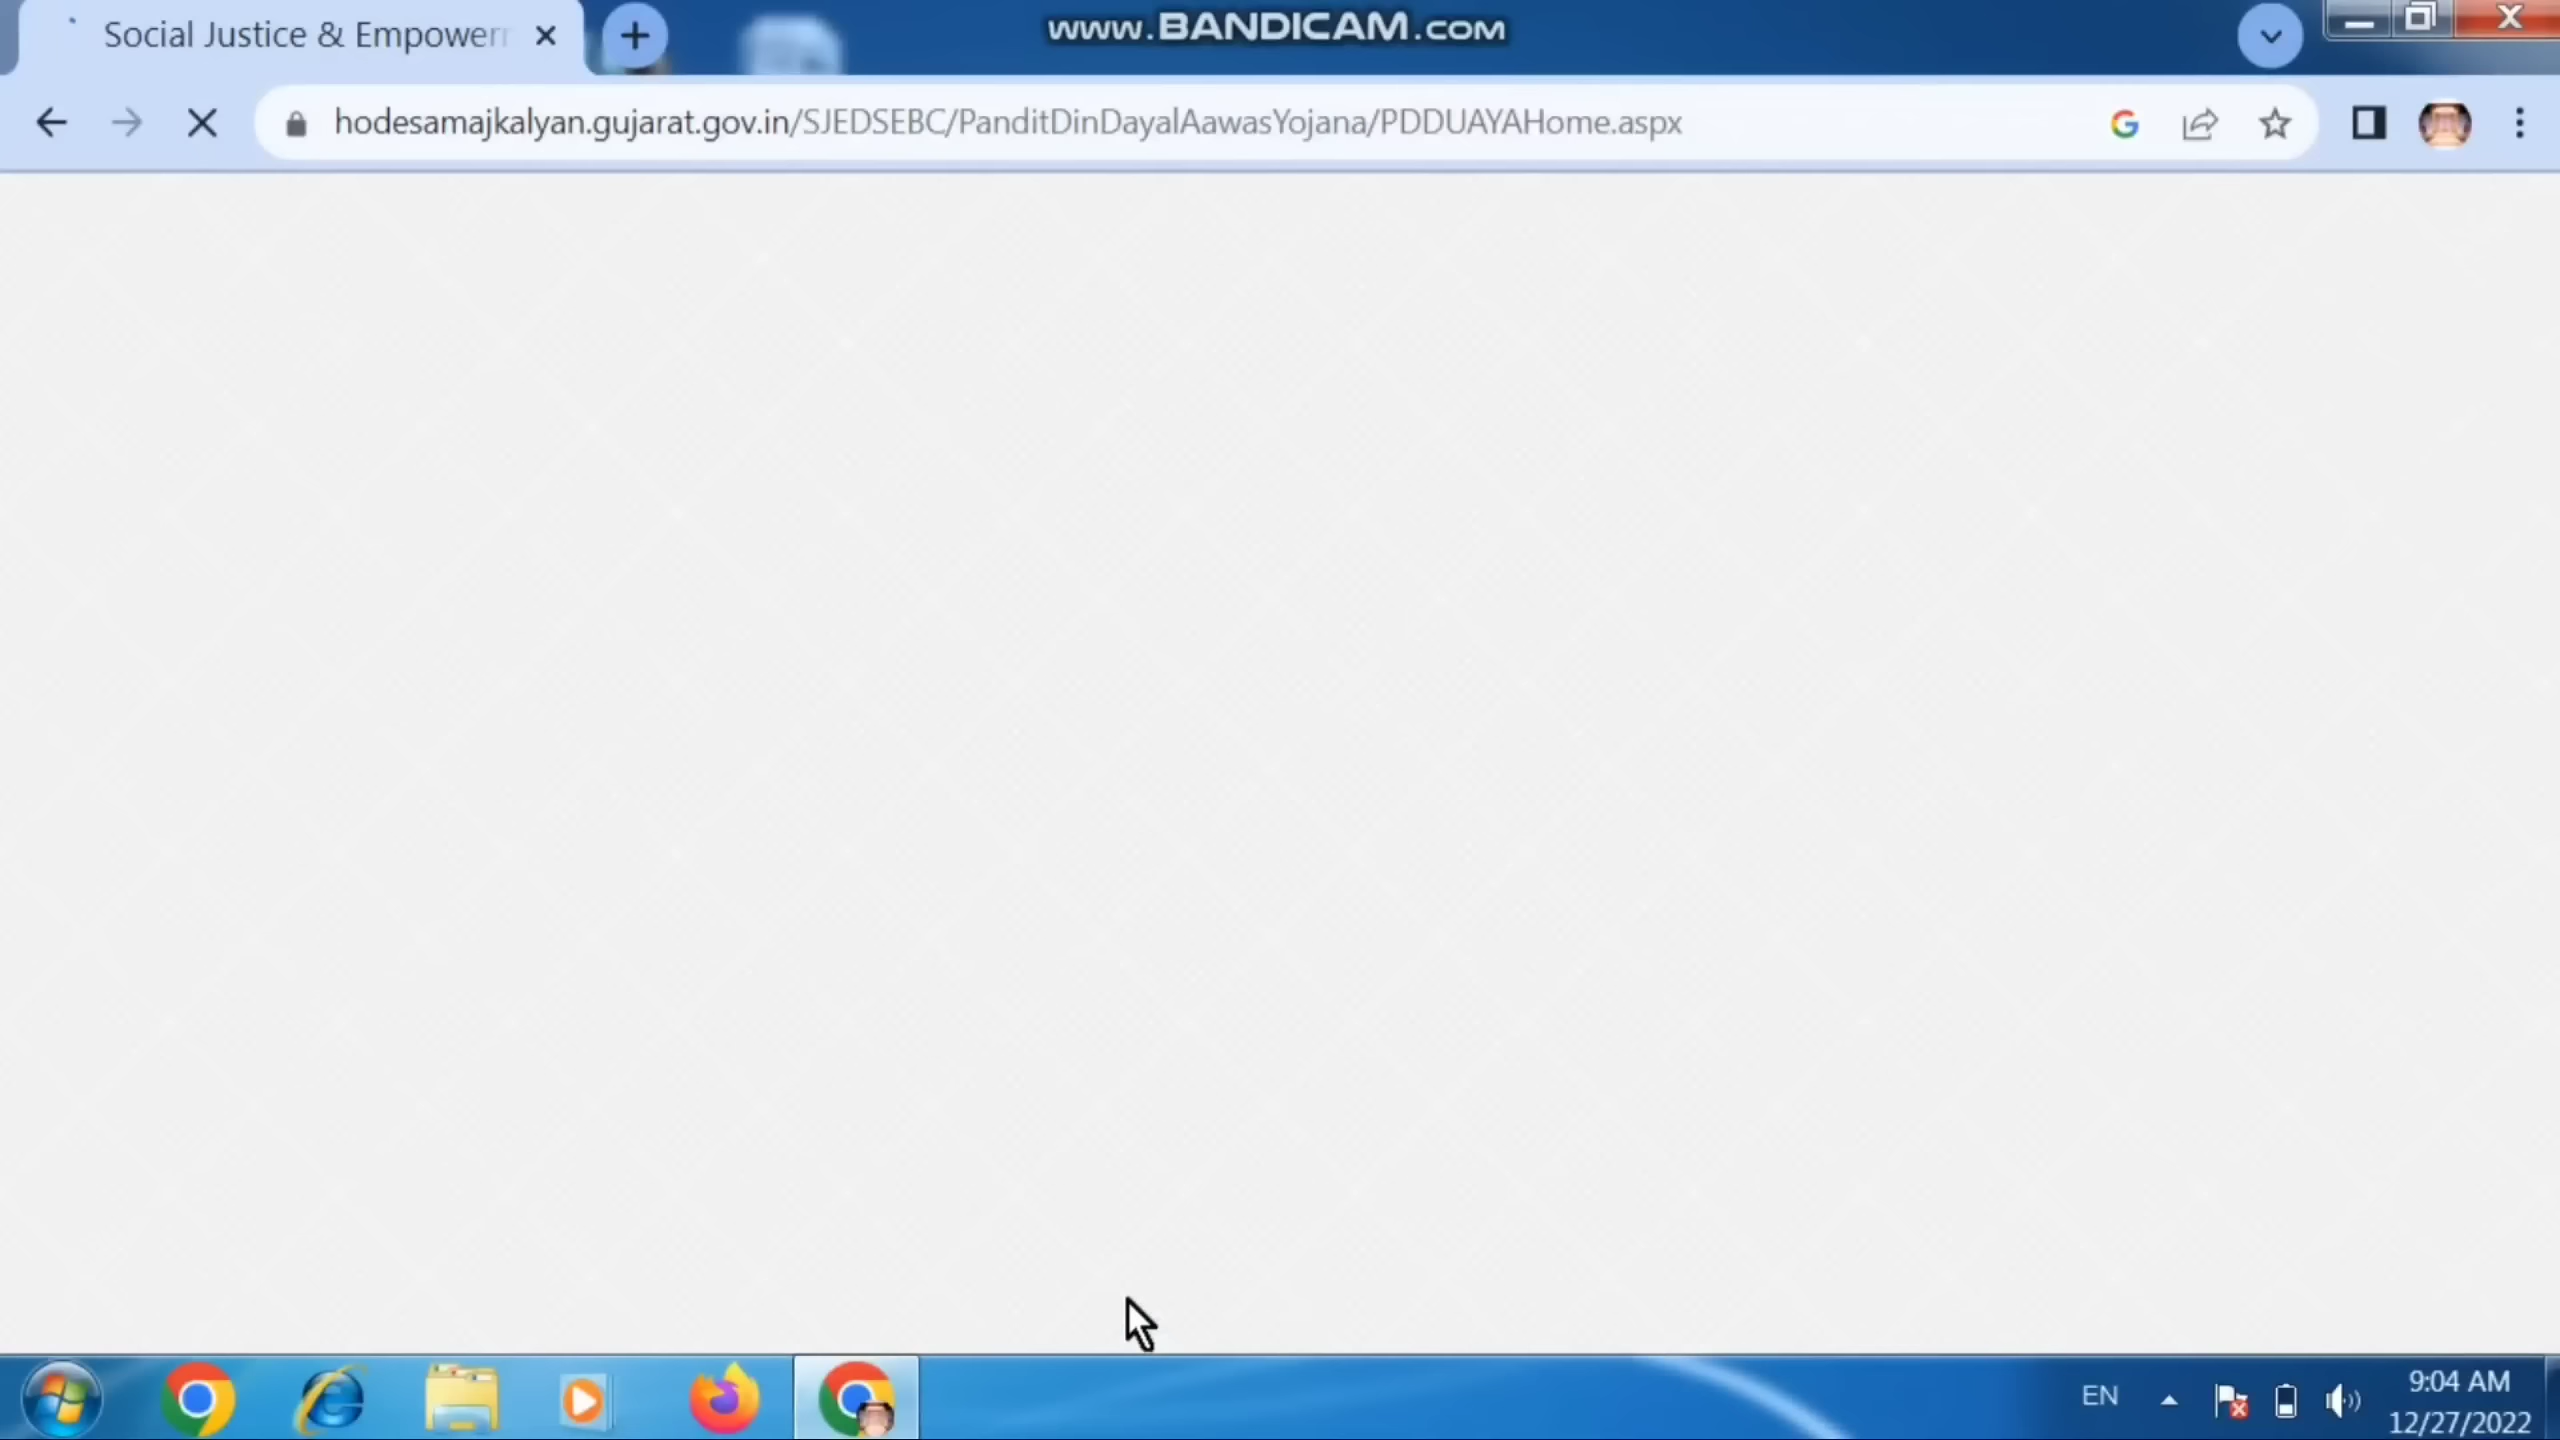 Social Justice & Empower
www.BANDICAM.com
hodesamajkalyan.gujarat.gov.in/SJEDSEBC/PanditDinDayalAawasYojana/PDDUAYAHome.aspx
EN
9:04 AM
12/27/2022